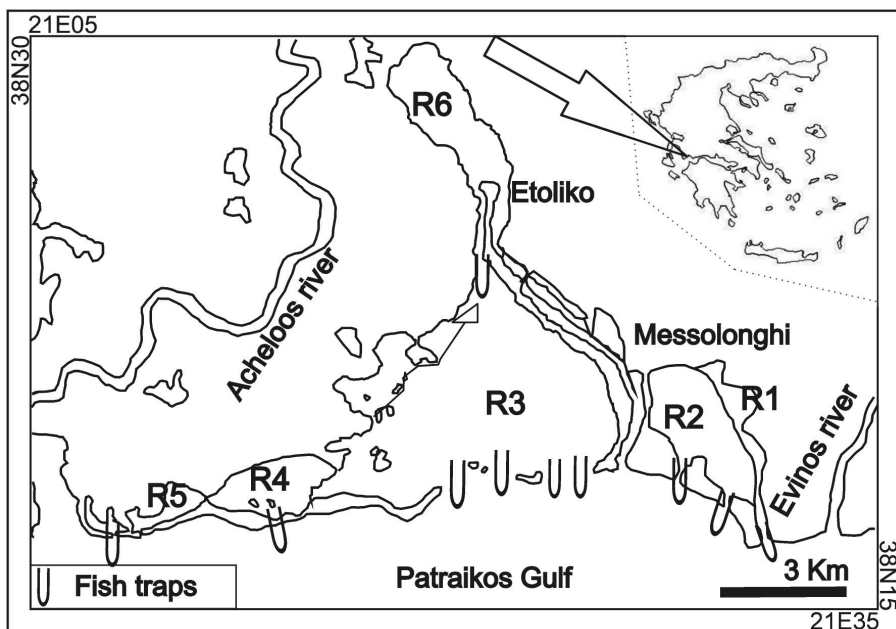 21E05
38N30
R6
Etoliko
Acheloos river
Messolonghi
R3
R2
R1
Evinos river
R4
R5
Fish traps
Patraikos Gulf
3 Km
38N15
21E35